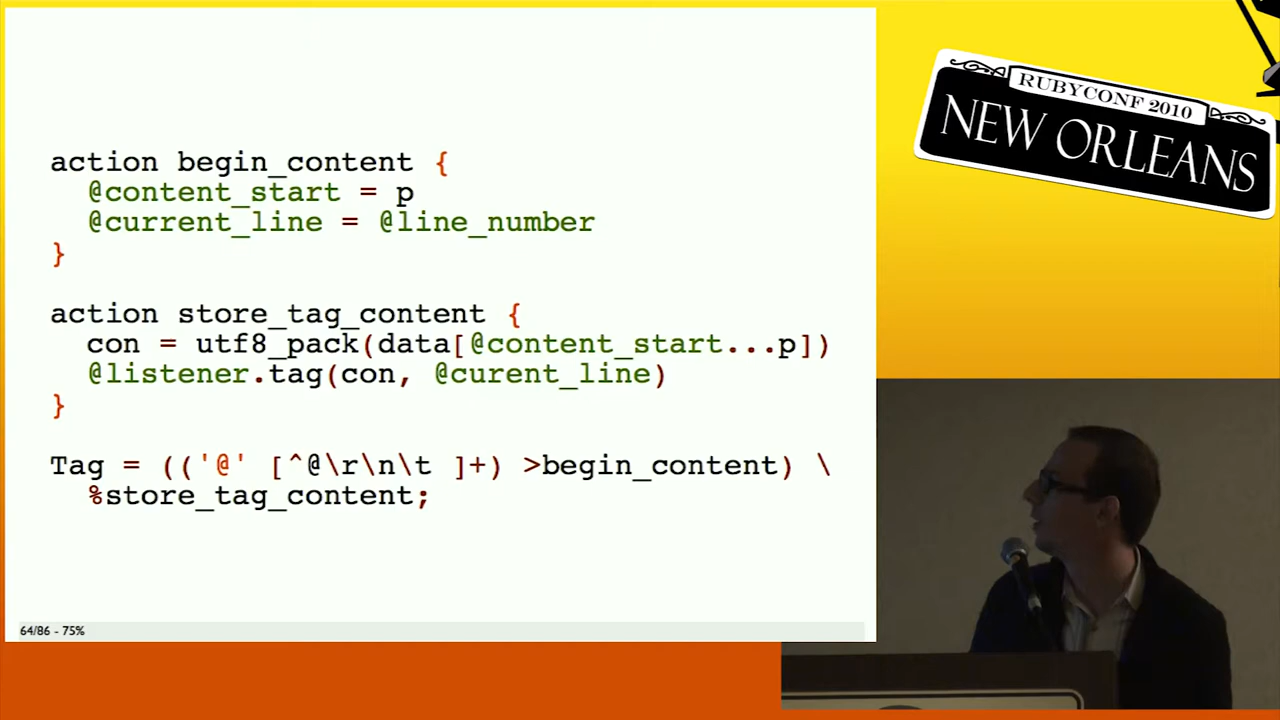 action begin_content {
@content_start = p
@current_line = @line_number
}
action store_tag_content {
con = utf8_pack(data[@content_start...p])
@listener.tag(con, @curent_line)
}
Tag = (('@' [^@\r\n\t ]+) >begin_content) \
%store_tag_content;
64/86 - 75%
RUBYCONF 2010
NEW ORLEANS